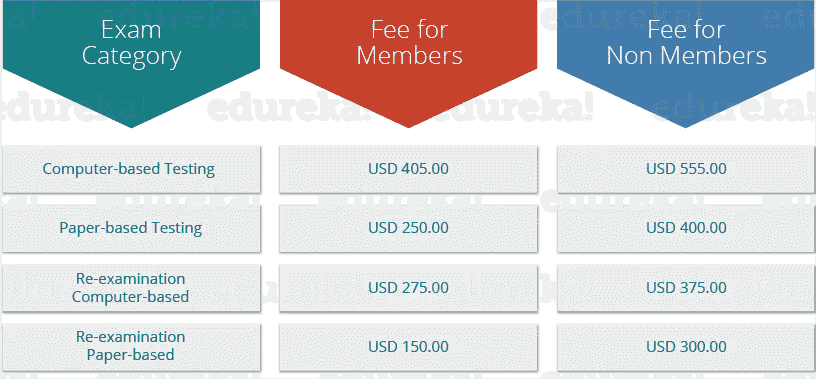 Exam
Category
Fee for
Members
Fee for
Non Members
edureka!
Computer-based Testing
USD 405.00
USD 555.00
Paper-based Testing
USD 250.00
USD 400.00
Re-examination
Computer-based
USD 275.00
USD 375.00
Re-examination
Paper-based
USD 150.00
USD 300.00